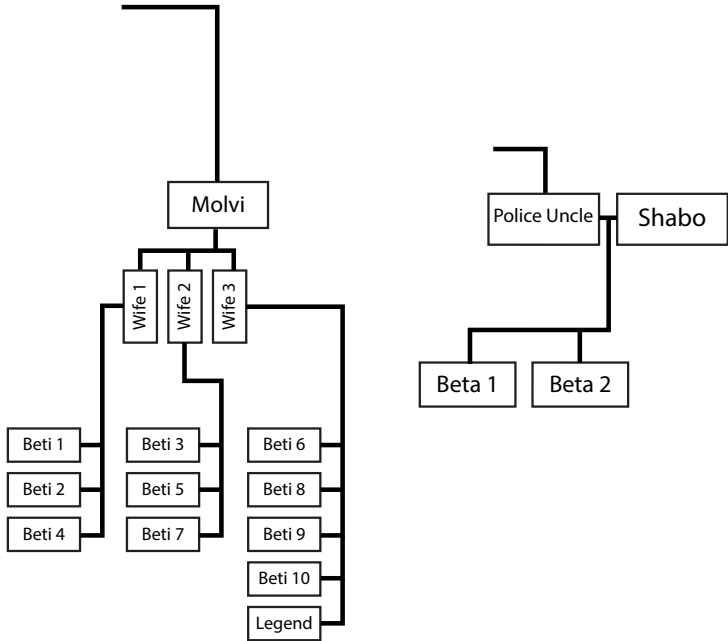 Molvi
Police Uncle
Shabo
Wife 1
Wife 2
Wife 3
Beta 1
Beta 2
Beti 1
Beti 3
Beti 6
Beti 2
Beti 5
Beti 8
Beti 4
Beti 7
Beti 9
Beti 10
Legend